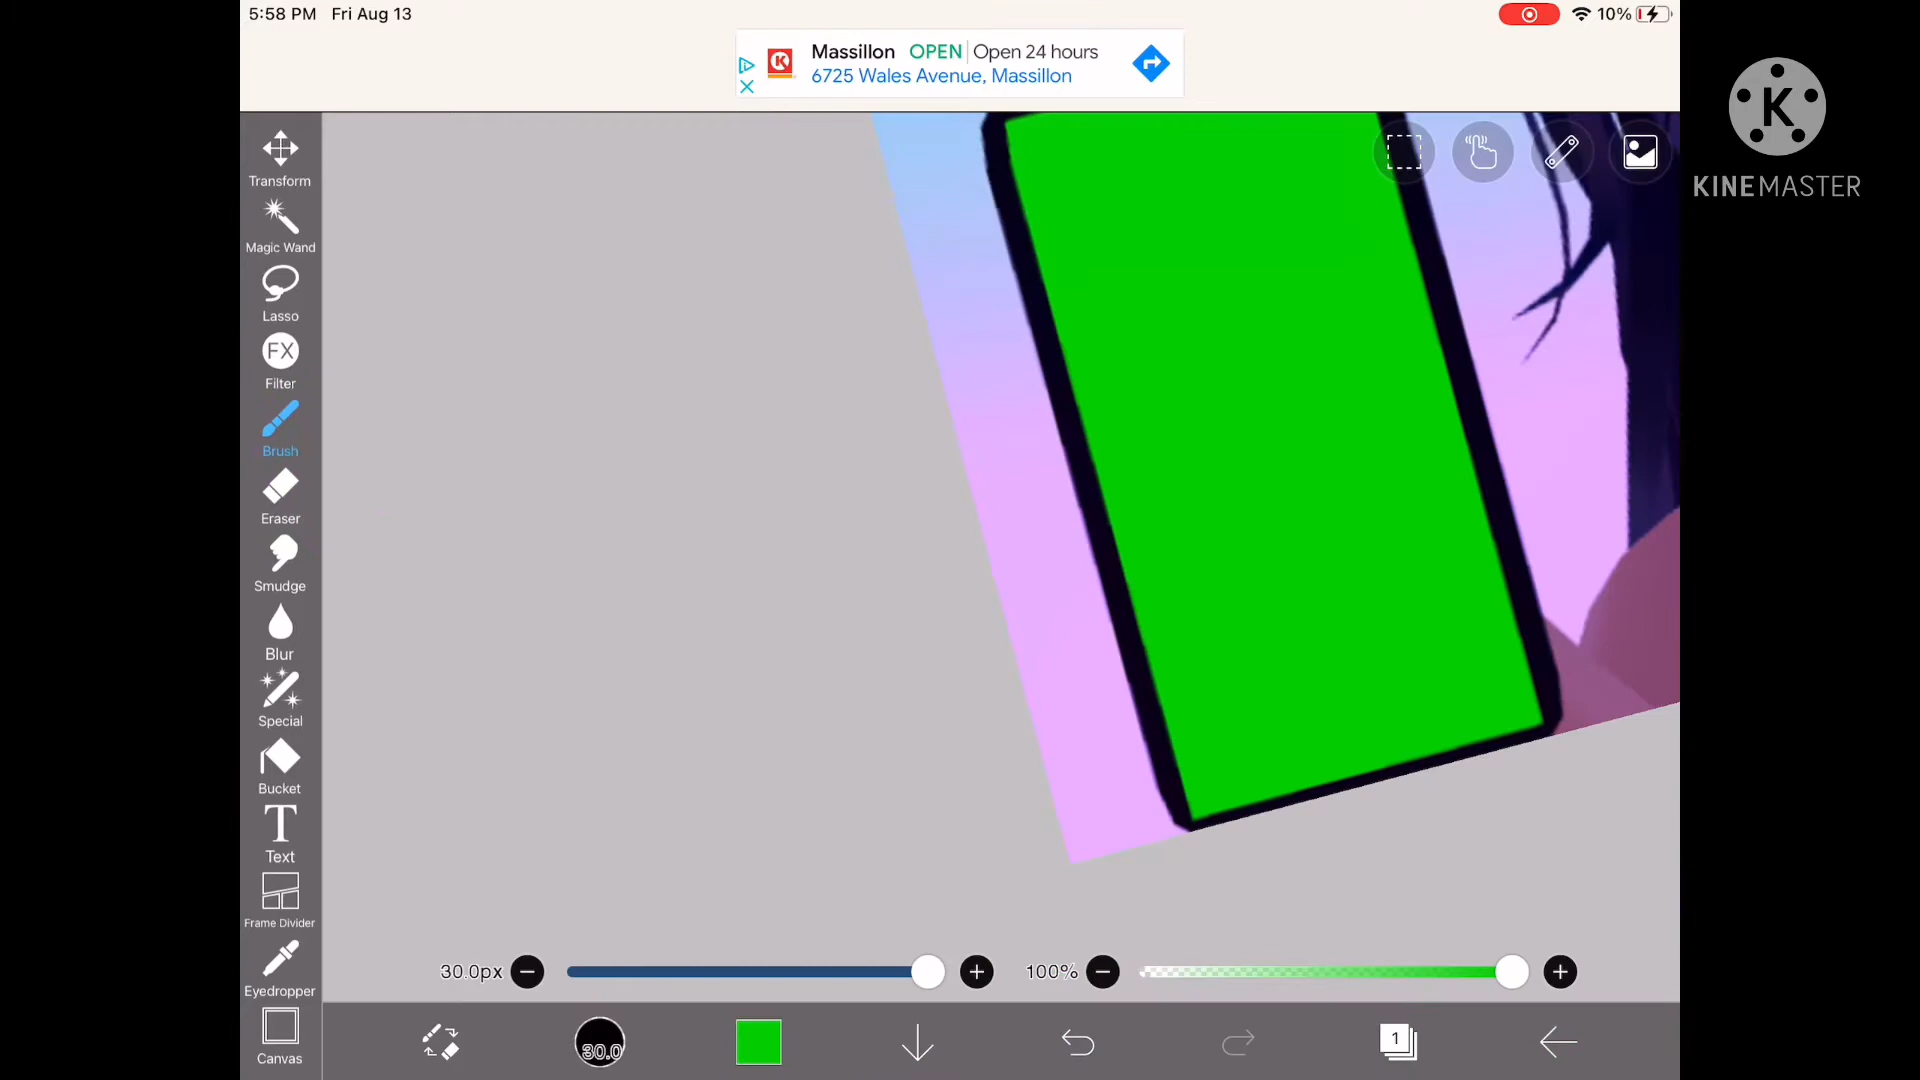 5:58 PM Fri Aug 13
10%
Massillon OPEN Open 24 hours
6725 Wales Avenue, Massillon
K
KINEMASTER
Transform
Magic Wand
Lasso
FX
Filter
Brush
Eraser
Smudge
Blur
Special
Bucket
T
Text
Frame Divider
Eyedropper
Canvas
30.0px
100%
30.0
1